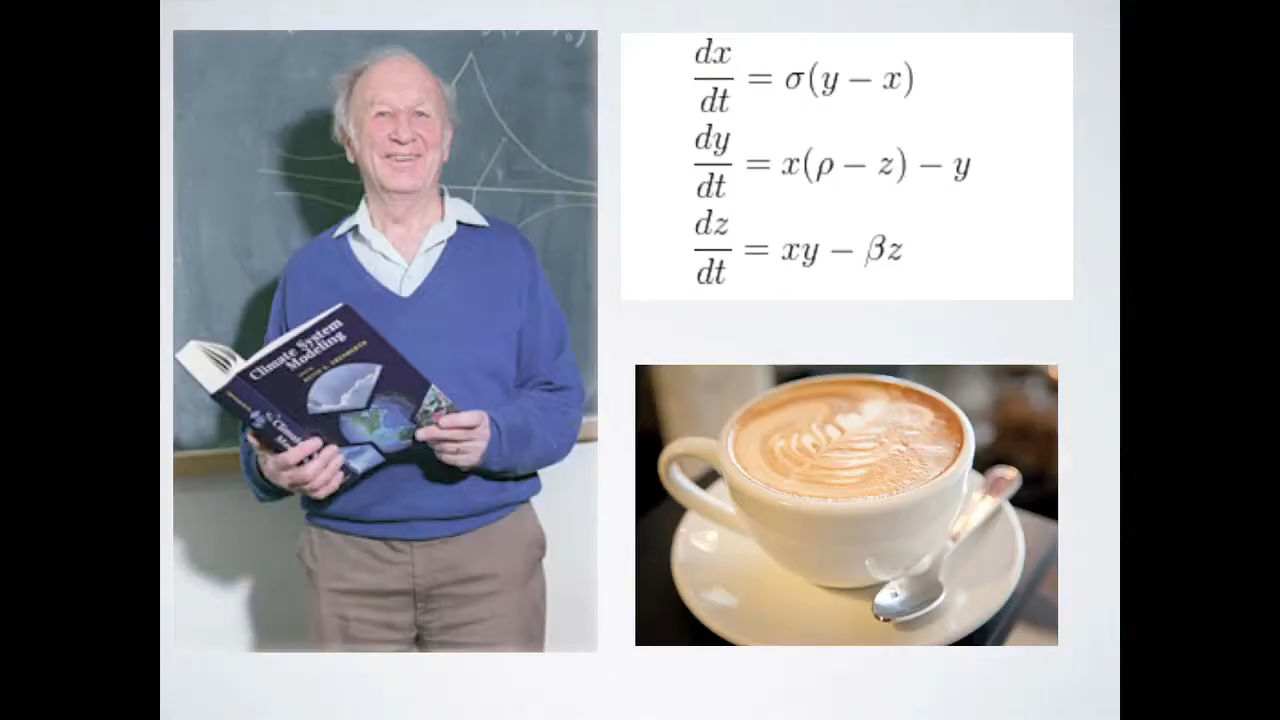 dx/dt = σ(y − x)
dy/dt = x(ρ − z) − y
dz/dt = xy − βz
Climate System
Modeling